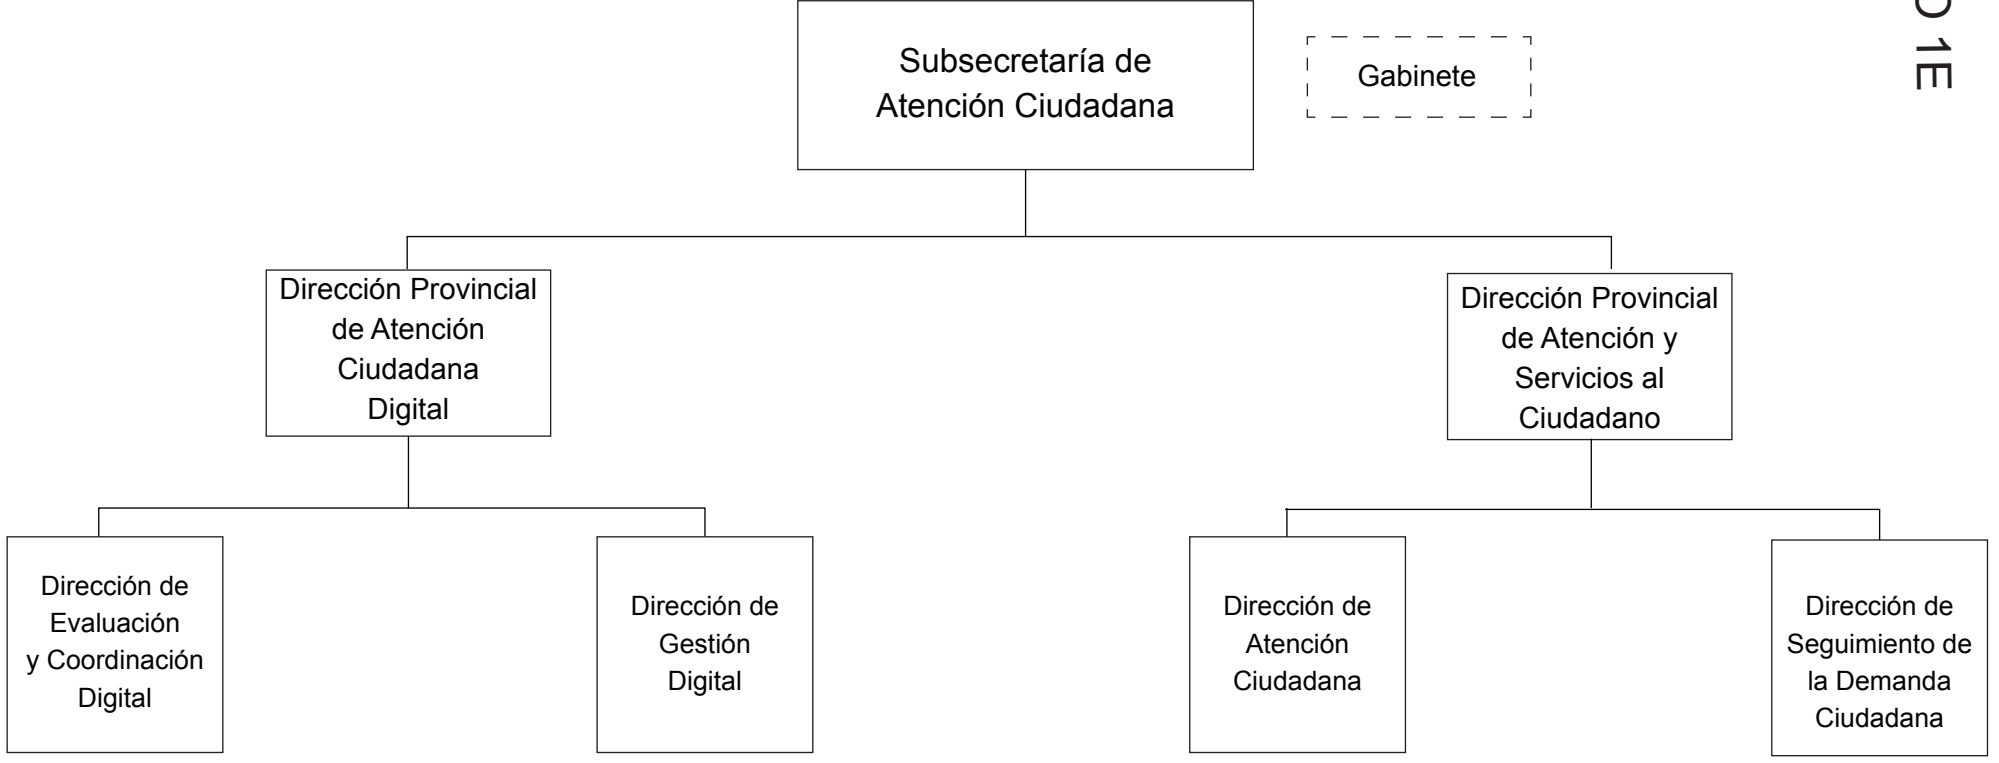 Subsecretaría de
Atención Ciudadana
Gabinete
1E
Dirección Provincial
de Atención
Ciudadana
Digital
Dirección Provincial
de Atención y
Servicios al
Ciudadano
Dirección de
Evaluación
y Coordinación
Digital
Dirección de
Gestión
Digital
Dirección de
Atención
Ciudadana
Dirección de
Seguimiento de
la Demanda
Ciudadana